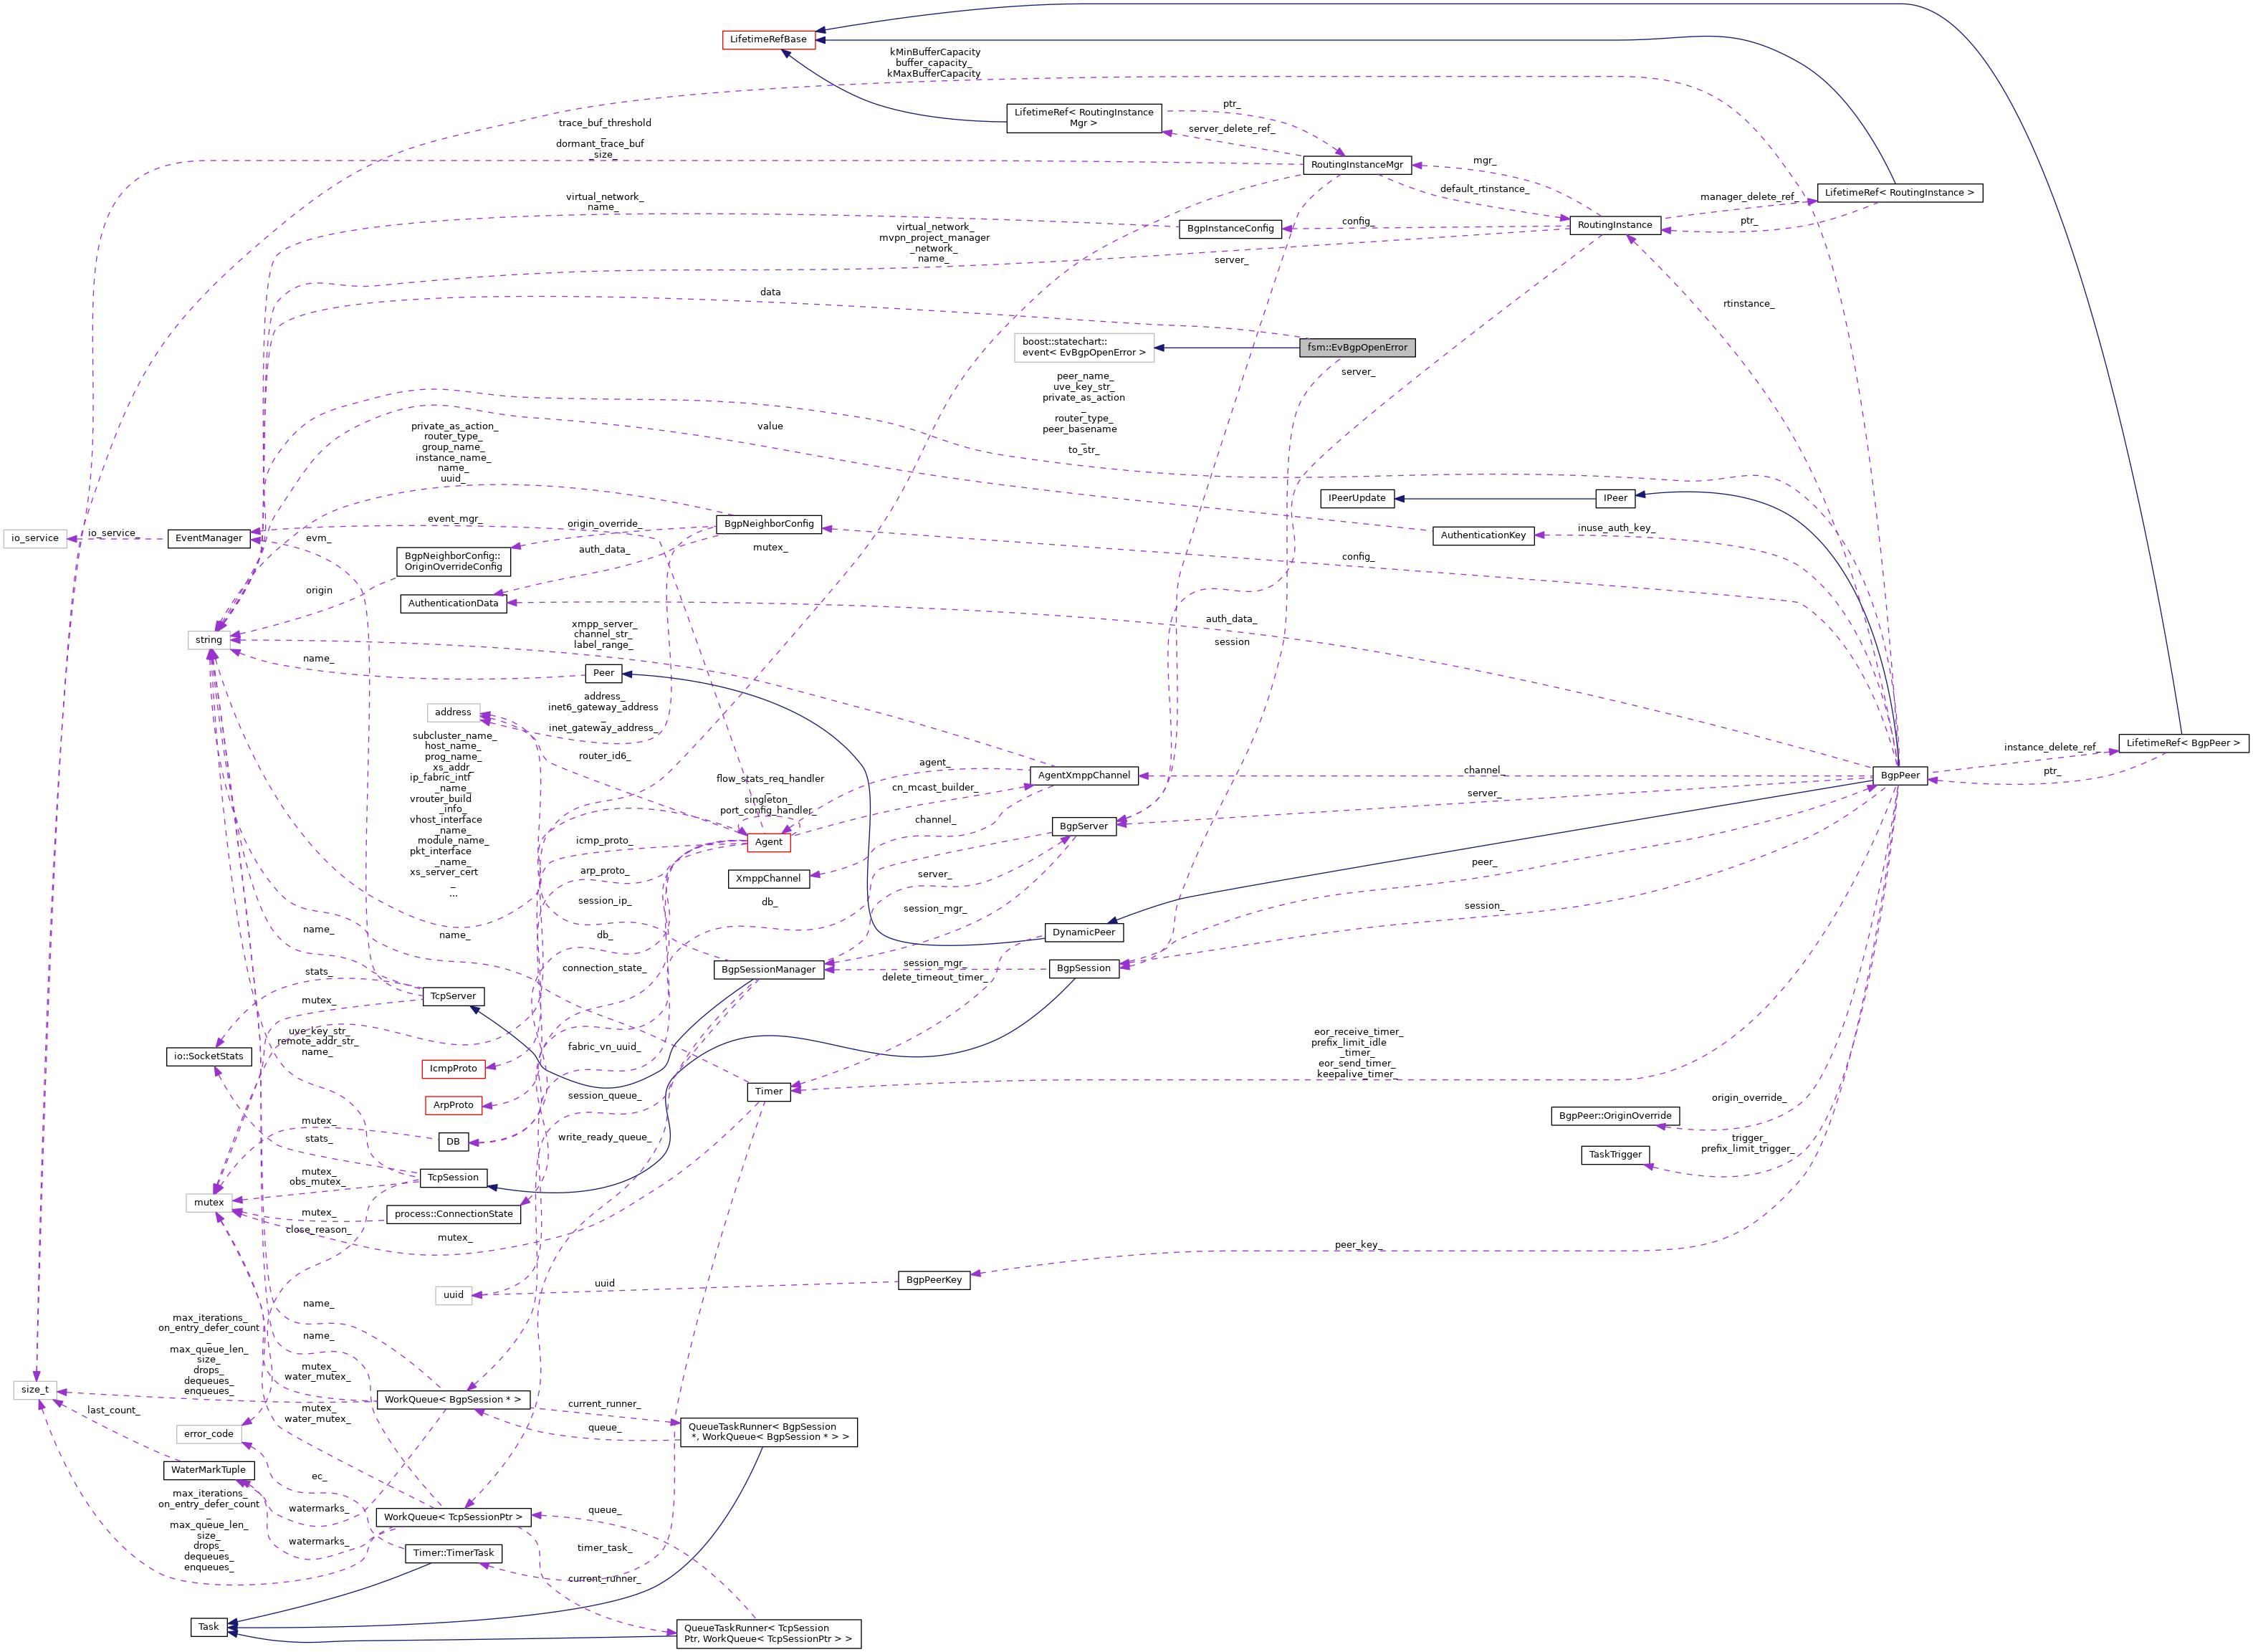 LifetimeRefBase
kMinBufferCapacity
buffer_capacity_
kMaxBufferCapacity
LifetimeRef< RoutingInstance
Mgr >
ptr_
server_delete_ref_
trace_buf_threshold
_
dormant_trace_buf
_size_
RoutingInstanceMgr
mgr_
default_rtinstance_
manager_delete_ref_
LifetimeRef< RoutingInstance >
ptr_
virtual_network_
name_
BgpInstanceConfig
config_
RoutingInstance
virtual_network_
mvpn_project_manager
_network_
name_
server_
data
rtinstance_
boost::statechart::
event< EvBgpOpenError >
fsm::EvBgpOpenError
server_
peer_name_
uve_key_str_
private_as_action
_
router_type_
peer_basename
_
to_str_
value
private_as_action_
router_type_
group_name_
instance_name_
name_
uuid_
IPeerUpdate
IPeer
io_service
io_service_
EventManager
evm_
event_mgr_
origin_override_
BgpNeighborConfig
AuthenticationKey
inuse_auth_key_
BgpNeighborConfig::
OriginOverrideConfig
auth_data_
mutex_
config_
origin
AuthenticationData
string
xmpp_server_
channel_str_
label_range_
auth_data_
session
name_
Peer
address
address_
inet6_gateway_address
_
inet_gateway_address_
router_id6_
subcluster_name_
host_name_
prog_name_
xs_addr_
ip_fabric_intf
_name_
vrouter_build
_info_
vhost_interface
_name_
module_name_
pkt_interface
_name_
xs_server_cert
_
...
flow_stats_req_handler
_
singleton_
port_config_handler_
agent_
cn_mcast_builder_
AgentXmppChannel
channel_
BgpPeer
instance_delete_ref_
LifetimeRef< BgpPeer >
ptr_
server_
BgpServer
channel_
Agent
icmp_proto_
arp_proto_
XmppChannel
server_
peer_
session_ip_
db_
session_mgr_
session_
name_
name_
db_
DynamicPeer
stats_
connection_state_
BgpSessionManager
session_mgr_
BgpSession
delete_timeout_timer_
TcpServer
mutex_
uve_key_str_
remote_addr_str_
name_
io::SocketStats
fabric_vn_uuid_
eor_receive_timer_
prefix_limit_idle
_timer_
eor_send_timer_
keepalive_timer_
IcmpProto
session_queue_
Timer
ArpProto
origin_override_
BgpPeer::OriginOverride
mutex_
DB
stats_
write_ready_queue_
trigger_
prefix_limit_trigger_
TaskTrigger
mutex_
obs_mutex_
TcpSession
mutex
mutex_
process::ConnectionState
close_reason_
mutex_
peer_key_
uuid
uuid
BgpPeerKey
name_
max_iterations_
on_entry_defer_count
_
max_queue_len_
size_
drops_
dequeues_
enqueues_
name_
mutex_
water_mutex_
size_t
WorkQueue< BgpSession * >
last_count_
mutex_
water_mutex_
current_runner_
queue_
QueueTaskRunner< BgpSession
*, WorkQueue< BgpSession * > >
error_code
WaterMarkTuple
ec_
max_iterations_
on_entry_defer_count
_
max_queue_len_
size_
drops_
dequeues_
enqueues_
watermarks_
WorkQueue< TcpSessionPtr >
queue_
watermarks_
Timer::TimerTask
timer_task_
current_runner_
Task
QueueTaskRunner< TcpSession
Ptr, WorkQueue< TcpSessionPtr > >